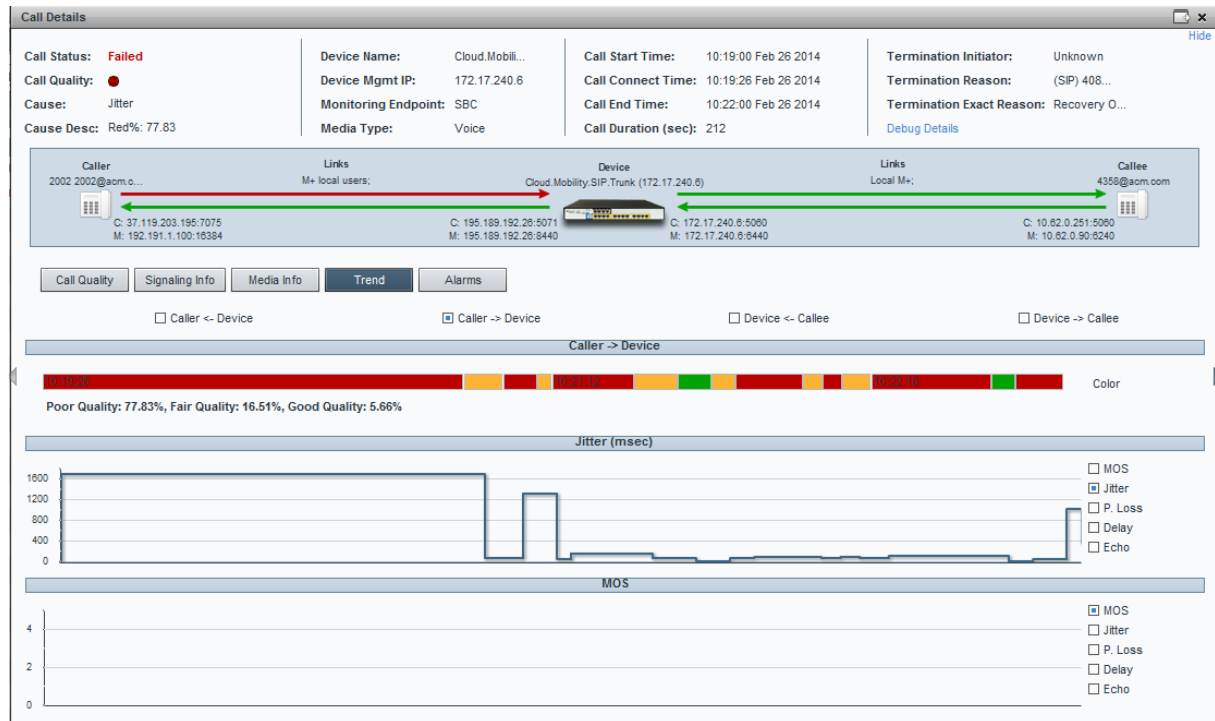 Call Details
Hide
Call Status: Failed
Device Name: Cloud.Mobili...
Call Start Time: 10:19:00 Feb 26 2014
Termination Initiator: Unknown
Call Quality:
Device Mgmt IP: 172.17.240.6
Call Connect Time: 10:19:26 Feb 26 2014
Termination Reason: (SIP) 408...
Cause: Jitter
Monitoring Endpoint: SBC
Call End Time: 10:22:00 Feb 26 2014
Termination Exact Reason: Recovery O...
Cause Desc: Red%: 77.83
Media Type: Voice
Call Duration (sec): 212
Debug Details
Caller
Links
Device
Links
Callee
2002 2002@aom.c...
M+ local users;
Cloud.Mobility.SIP.Trunk (172.17.240.6)
Local M+;
4358@aom.com
C: 37.119.203.195:7075
C: 195.189.192.26:5071
C: 172.17.240.6:5060
C: 10.62.0.251:5060
M: 192.191.1.100:16384
M: 195.189.192.26:8440
M: 172.17.240.6:6440
M: 10.62.0.90:6240
Call Quality
Signaling Info
Media Info
Trend
Alarms
Caller <- Device
Caller -> Device
Device <- Callee
Device -> Callee
Caller -> Device
10:19:26
10:21:12
10:22:16
Color
Poor Quality: 77.83%, Fair Quality: 16.51%, Good Quality: 5.66%
Jitter (msec)
1600
1200
800
400
0
MOS
Jitter
P. Loss
Delay
Echo
MOS
4
2
0
MOS
Jitter
P. Loss
Delay
Echo